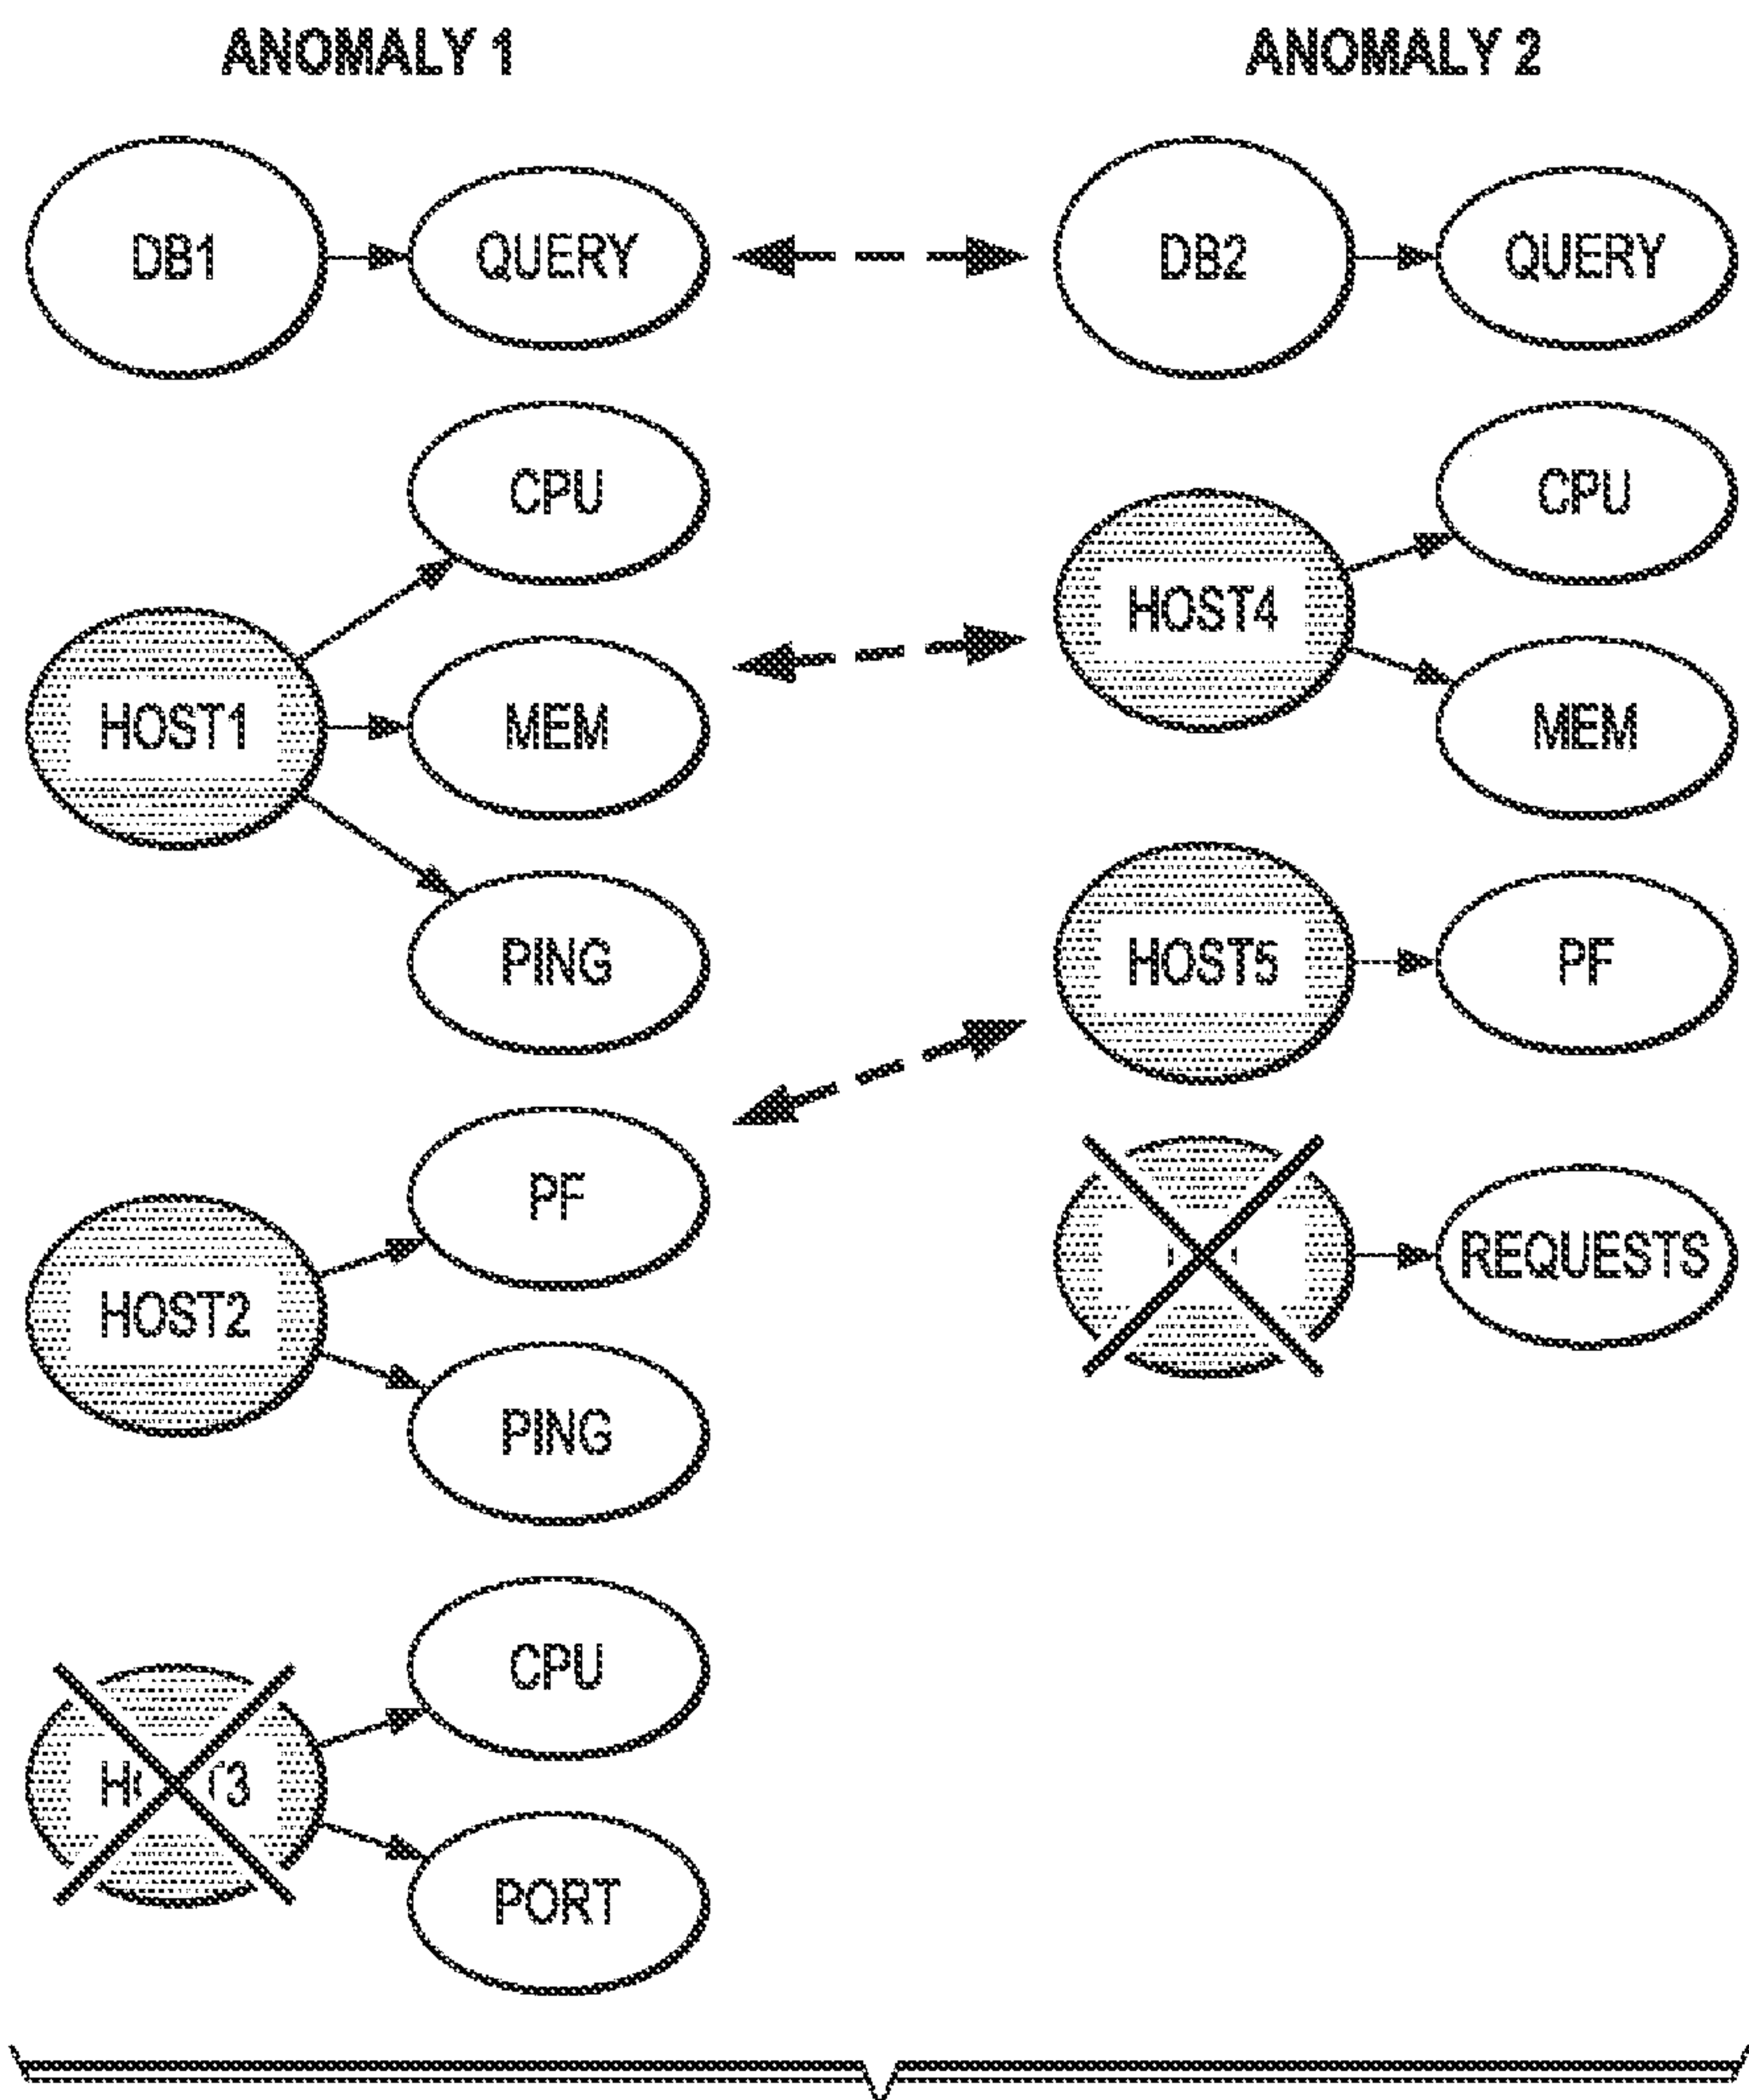 ANOMALY 1
DB1
QUERY
HOST1
CPU
MEM
PING
HOST2
PF
PING
CPU
PORT
ANOMALY 2
DB2
QUERY
HOST4
CPU
MEM
HOST5
PF
REQUESTS